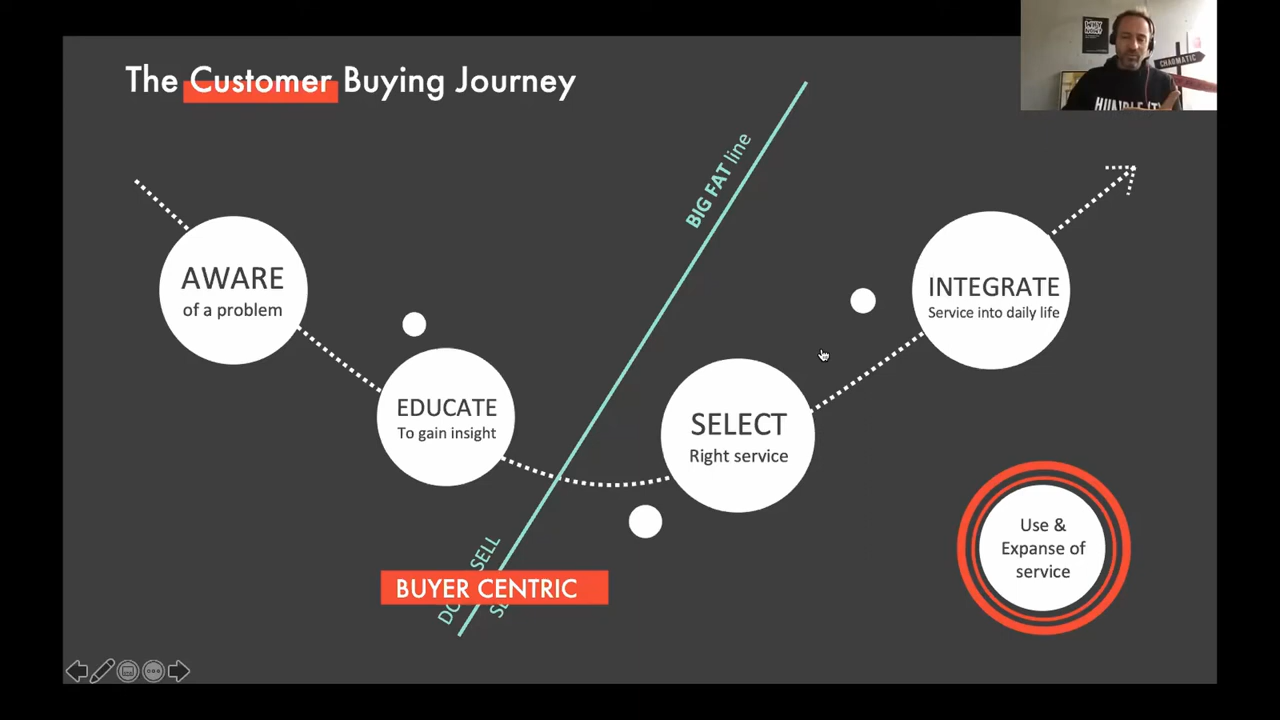 The Customer Buying Journey
CHAOMATIC
BIG FAT line
AWARE
of a problem
EDUCATE
To gain insight
SELECT
Right service
INTEGRATE
Service into daily life
Use &
Expanse of
service
SELL
BUYER CENTRIC